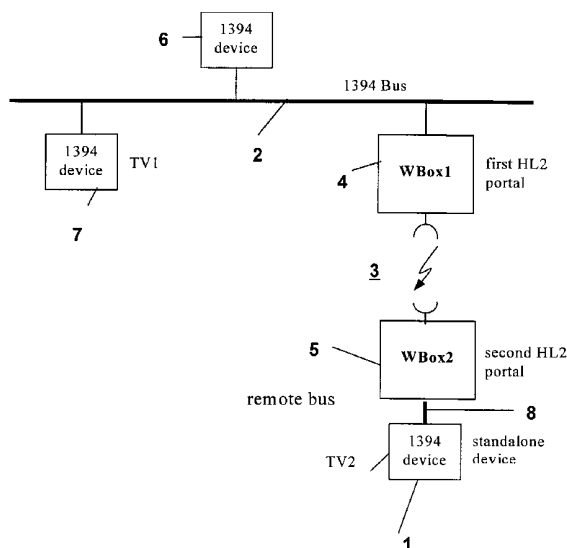 6
1394
device
1394 Bus
1394
device
TV1
2
4
WBox1
first HL2
portal
7
3
5
WBox2
second HL2
portal
remote bus
8
TV2
1394
device
standalone
device
1